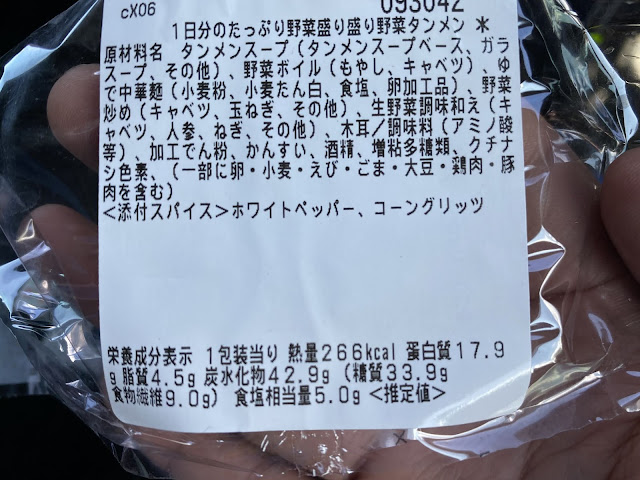 cX06 093042
1日分のたっぷり野菜盛り盛り野菜タンメン＊
原材料名 タンメンスープ（タンメンスープベース、ガラ
スープ、その他）、野菜ボイル（もやし、キャベツ）、ゆ
で中華麺（小麦粉、小麦たん白、食塩、卵加工品）、野菜
炒め（キャベツ、玉ねぎ、その他）、生野菜調味和え（キ
ャベツ、人参、ねぎ、その他）、木耳／調味料（アミノ酸
等）、加工でん粉、かんすい、酒精、増粘多糖類、クチナ
シ色素、（一部に卵・小麦・えび・ごま・大豆・鶏肉・豚
肉を含む）
＜添付スパイス＞ホワイトペッパー、コーングリッツ
栄養成分表示 1包装当り 熱量266kcal 蛋白質17.9
g 脂質4.5g 炭水化物42.9g （糖質33.9g
食物繊維9.0g） 食塩相当量5.0g ＜推定値＞